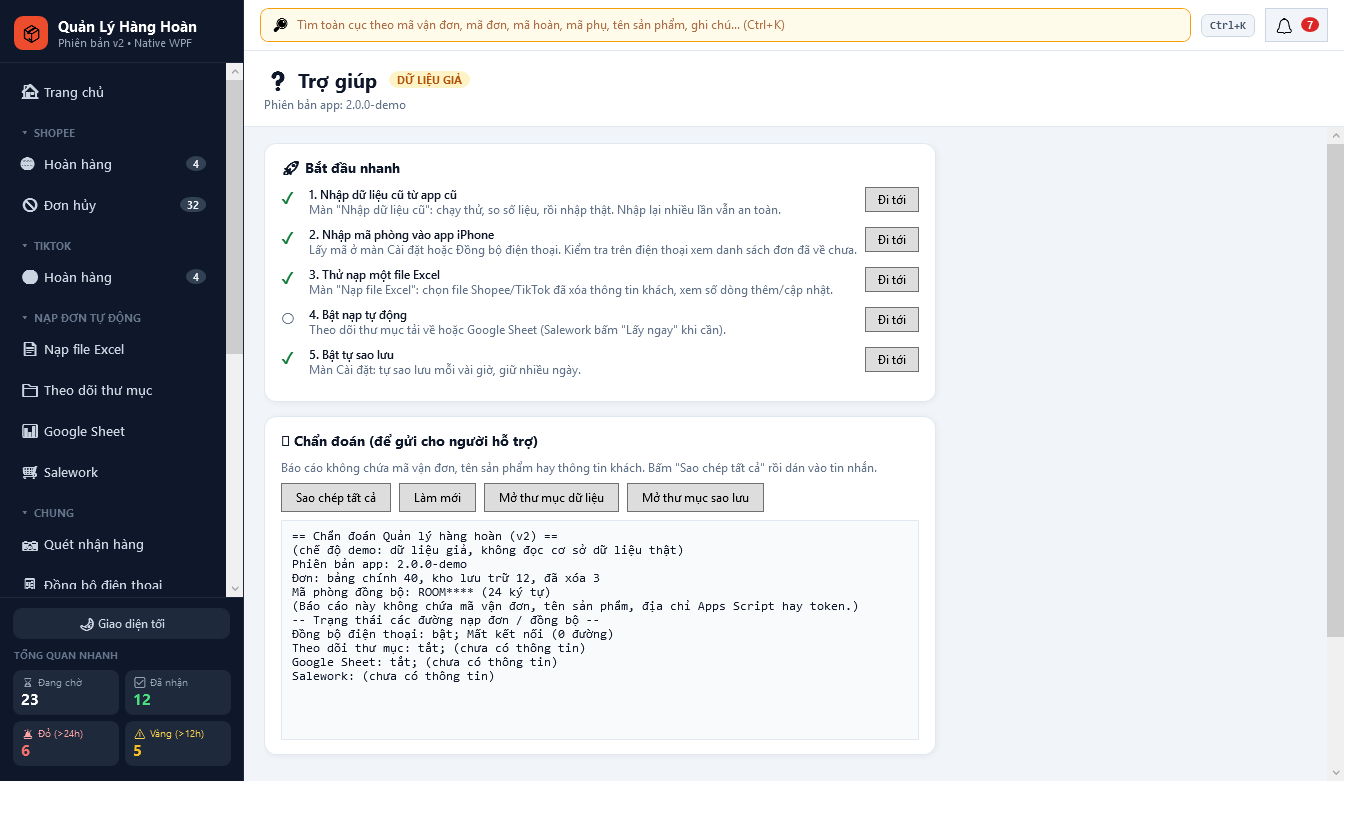 Quản Lý Hàng Hoàn
Phiên bản v2 • Native WPF
Trang chủ
SHOPEE
Hoàn hàng 4
Đơn hủy 32
TIKTOK
Hoàn hàng 4
NẠP ĐƠN TỰ ĐỘNG
Nạp file Excel
Theo dõi thư mục
Google Sheet
Salework
CHUNG
Quét nhận hàng
Đồng bộ điện thoại
Giao diện tối
TỔNG QUAN NHANH
Đang chờ
23
Đã nhận
12
Đỏ (>24h)
6
Vàng (>12h)
5
Tìm toàn cục theo mã vận đơn, mã đơn, mã hoàn, mã phụ, tên sản phẩm, ghi chú... (Ctrl+K)
Ctrl+K
7
Trợ giúp DỮ LIỆU GIẢ
Phiên bản app: 2.0.0-demo
Bắt đầu nhanh
1. Nhập dữ liệu cũ từ app cũ
Màn "Nhập dữ liệu cũ": chạy thử, so số liệu, rồi nhập thật. Nhập lại nhiều lần vẫn an toàn.
Đi tới
2. Nhập mã phòng vào app iPhone
Lấy mã ở màn Cài đặt hoặc Đồng bộ điện thoại. Kiểm tra trên điện thoại xem danh sách đơn đã về chưa.
Đi tới
3. Thử nạp một file Excel
Màn "Nạp file Excel": chọn file Shopee/TikTok đã xóa thông tin khách, xem số dòng thêm/cập nhật.
Đi tới
4. Bật nạp tự động
Theo dõi thư mục tải về hoặc Google Sheet (Salework bấm "Lấy ngay" khi cần).
Đi tới
5. Bật tự sao lưu
Màn Cài đặt: tự sao lưu mỗi vài giờ, giữ nhiều ngày.
Đi tới
Chẩn đoán (để gửi cho người hỗ trợ)
Báo cáo không chứa mã vận đơn, tên sản phẩm hay thông tin khách. Bấm "Sao chép tất cả" rồi dán vào tin nhắn.
Sao chép tất cả
Làm mới
Mở thư mục dữ liệu
Mở thư mục sao lưu
== Chẩn đoán Quản lý hàng hoàn (v2) ==
(chế độ demo: dữ liệu giả, không đọc cơ sở dữ liệu thật)
Phiên bản app: 2.0.0-demo
Đơn: bảng chính 40, kho lưu trữ 12, đã xóa 3
Mã phòng đồng bộ: ROOM**** (24 ký tự)
(Báo cáo này không chứa mã vận đơn, tên sản phẩm, địa chỉ Apps Script hay token.)
-- Trạng thái các đường nạp đơn / đồng bộ --
Đồng bộ điện thoại: bật; Mất kết nối (0 đường)
Theo dõi thư mục: tắt; (chưa có thông tin)
Google Sheet: tắt; (chưa có thông tin)
Salework: (chưa có thông tin)